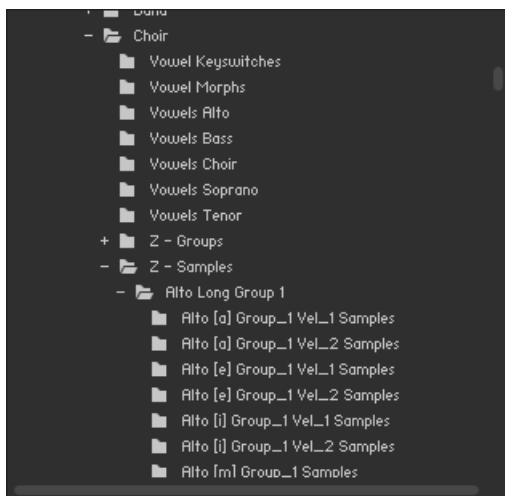 Band
- Choir
Vowel Keyswitches
Vowel Morphs
Vowels Alto
Vowels Bass
Vowels Choir
Vowels Soprano
Vowels Tenor
+ Z - Groups
- Z - Samples
- Alto Long Group 1
Alto [a] Group_1 Vel_1 Samples
Alto [a] Group_1 Vel_2 Samples
Alto [e] Group_1 Vel_1 Samples
Alto [e] Group_1 Vel_2 Samples
Alto [i] Group_1 Vel_1 Samples
Alto [i] Group_1 Vel_2 Samples
Alto [m] Group_1 Samples